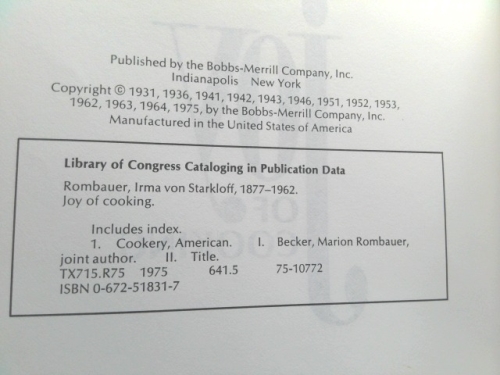 Published by the Bobbs-Merrill Company, Inc.
Indianapolis New York
Copyright © 1931, 1936, 1941, 1942, 1943, 1946, 1951, 1952, 1953,
1962, 1963, 1964, 1975, by the Bobbs-Merrill Company, Inc.
Manufactured in the United States of America
Library of Congress Cataloging in Publication Data
Rombauer, Irma von Starkloff, 1877–1962.
Joy of cooking.
Includes index.
1. Cookery, American. I. Becker, Marion Rombauer,
joint author. II. Title.
TX715.R75 1975 641.5 75-10772
ISBN 0-672-51831-7